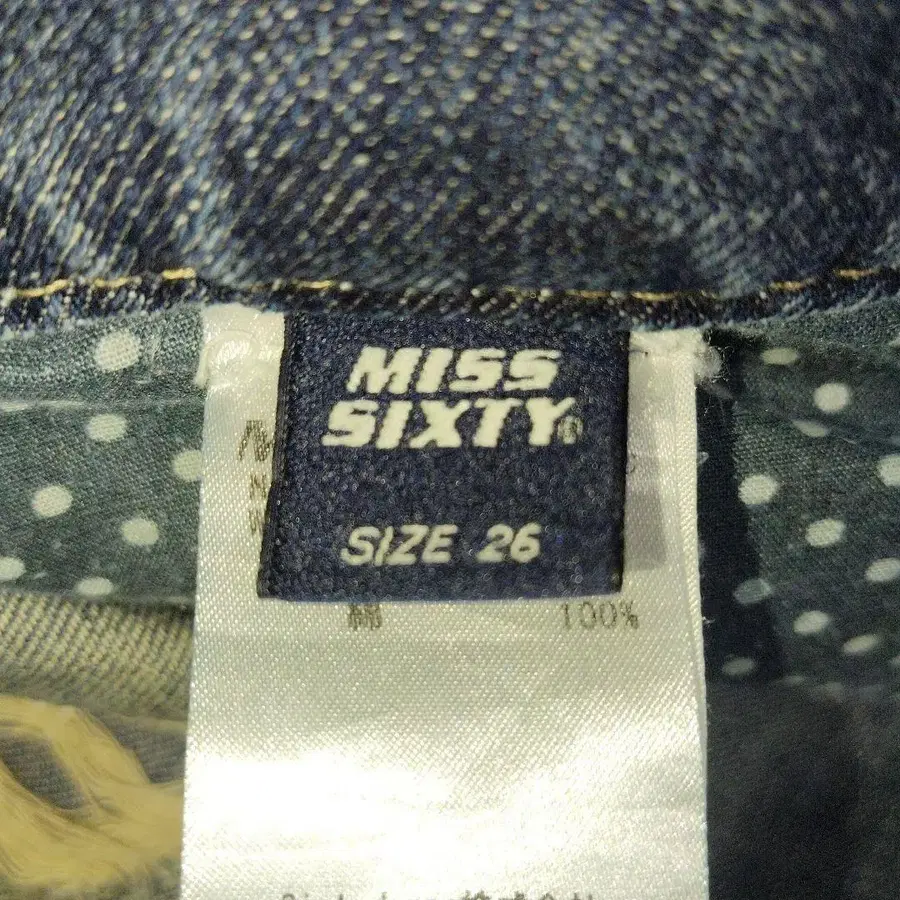 MISS
SIXTY®
SIZE 26
綿 100%